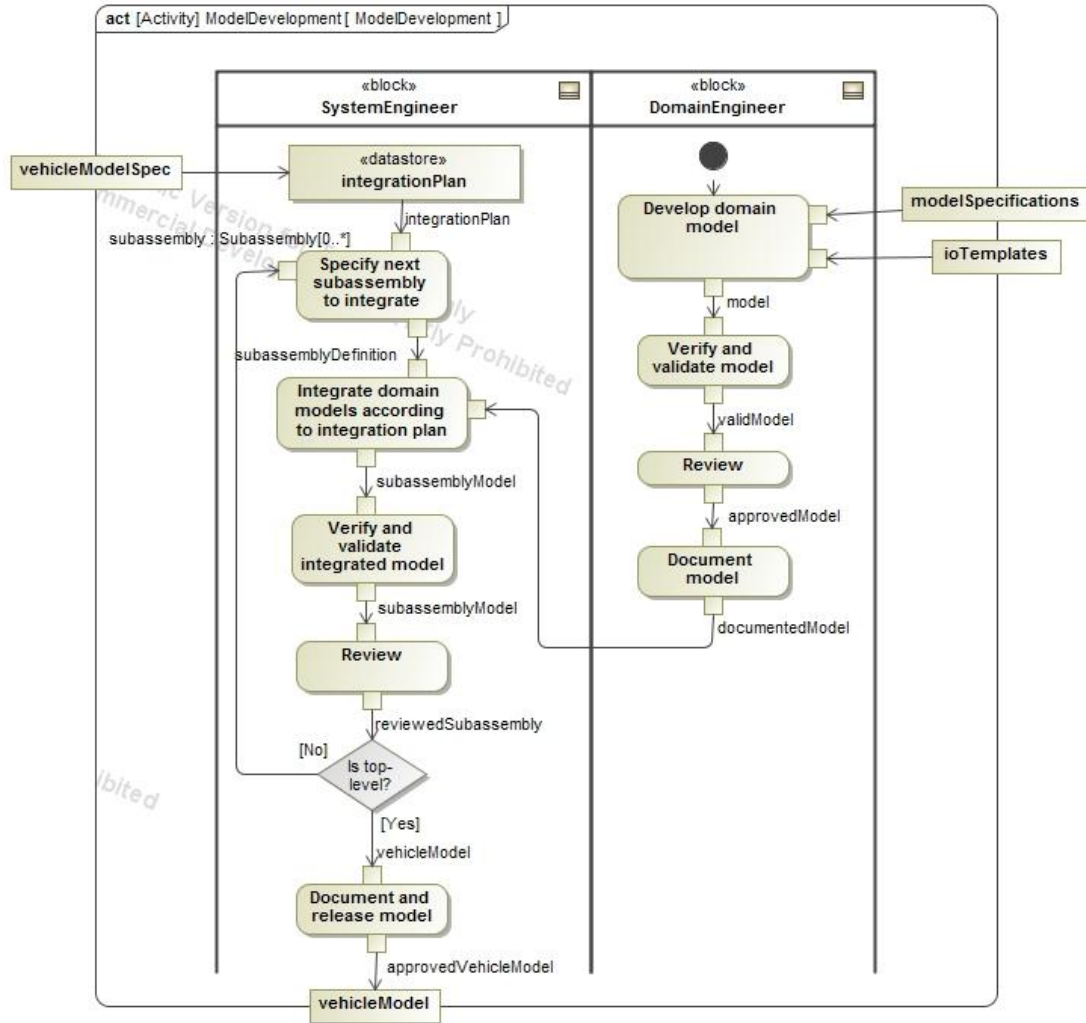 act [Activity] ModelDevelopment [ ModelDevelopment ]
«block»
SystemEngineer
«block»
DomainEngineer
vehicleModelSpec
«datastore»
integrationPlan
integrationPlan
subassembly : Subassembly[0..*]
Specify next
subassembly
to integrate
subassemblyDefinition
Integrate domain
models according
to integration plan
subassemblyModel
Verify and
validate
integrated model
subassemblyModel
Review
reviewedSubassembly
[No]
Is top-
level?
[Yes]
vehicleModel
Document and
release model
approvedVehicleModel
vehicleModel
Develop domain
model
modelSpecifications
ioTemplates
model
Verify and
validate model
validModel
Review
approvedModel
Document
model
documentedModel
Version for
Prohibited